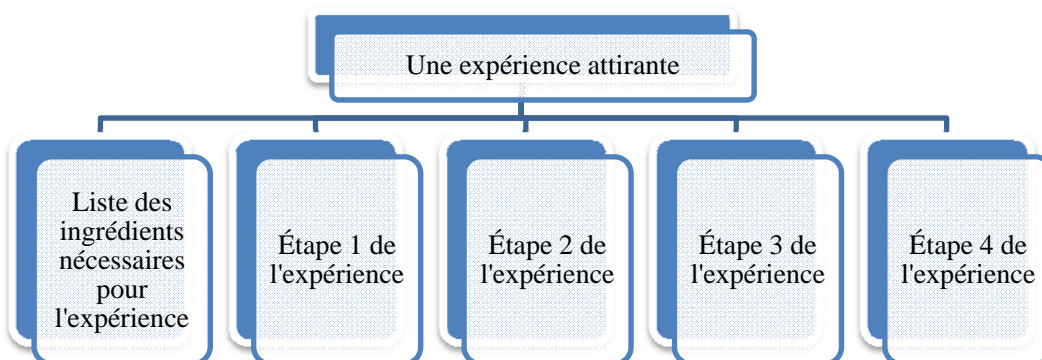 Une expérience attirante
Liste des
ingrédients
nécessaires
pour
l'expérience
Étape 1 de
l'expérience
Étape 2 de
l'expérience
Étape 3 de
l'expérience
Étape 4 de
l'expérience